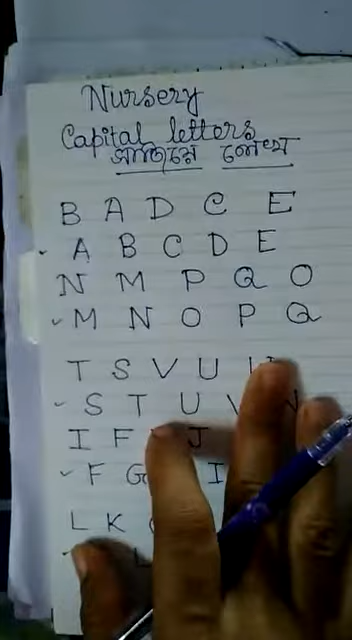 Nursery
Capital letters
সাজিয়ে লেখো
B A D C E
A B C D E
N M P Q O
M N O P Q
T S V U
S T U
I F J
F G I
L K
L